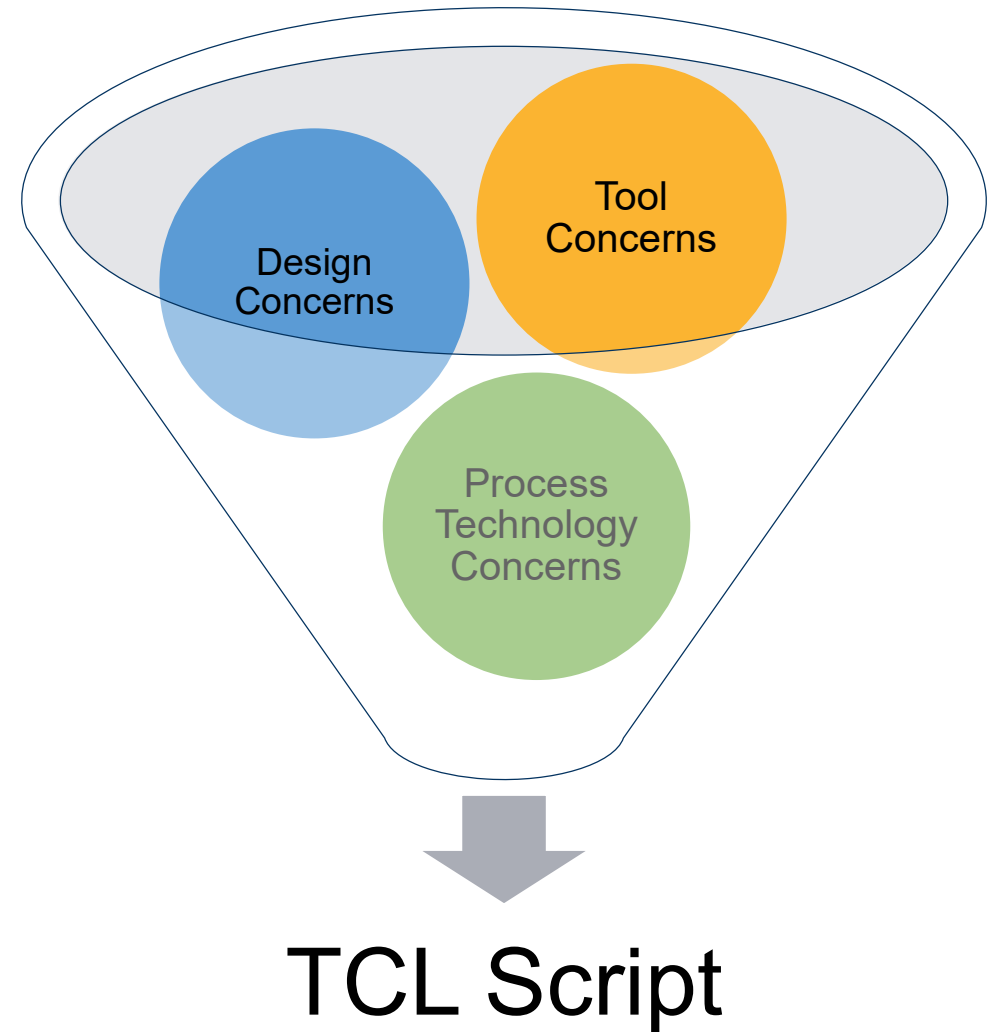 Tool
Concerns
Design
Concerns
Process
Technology
Concerns
TCL Script